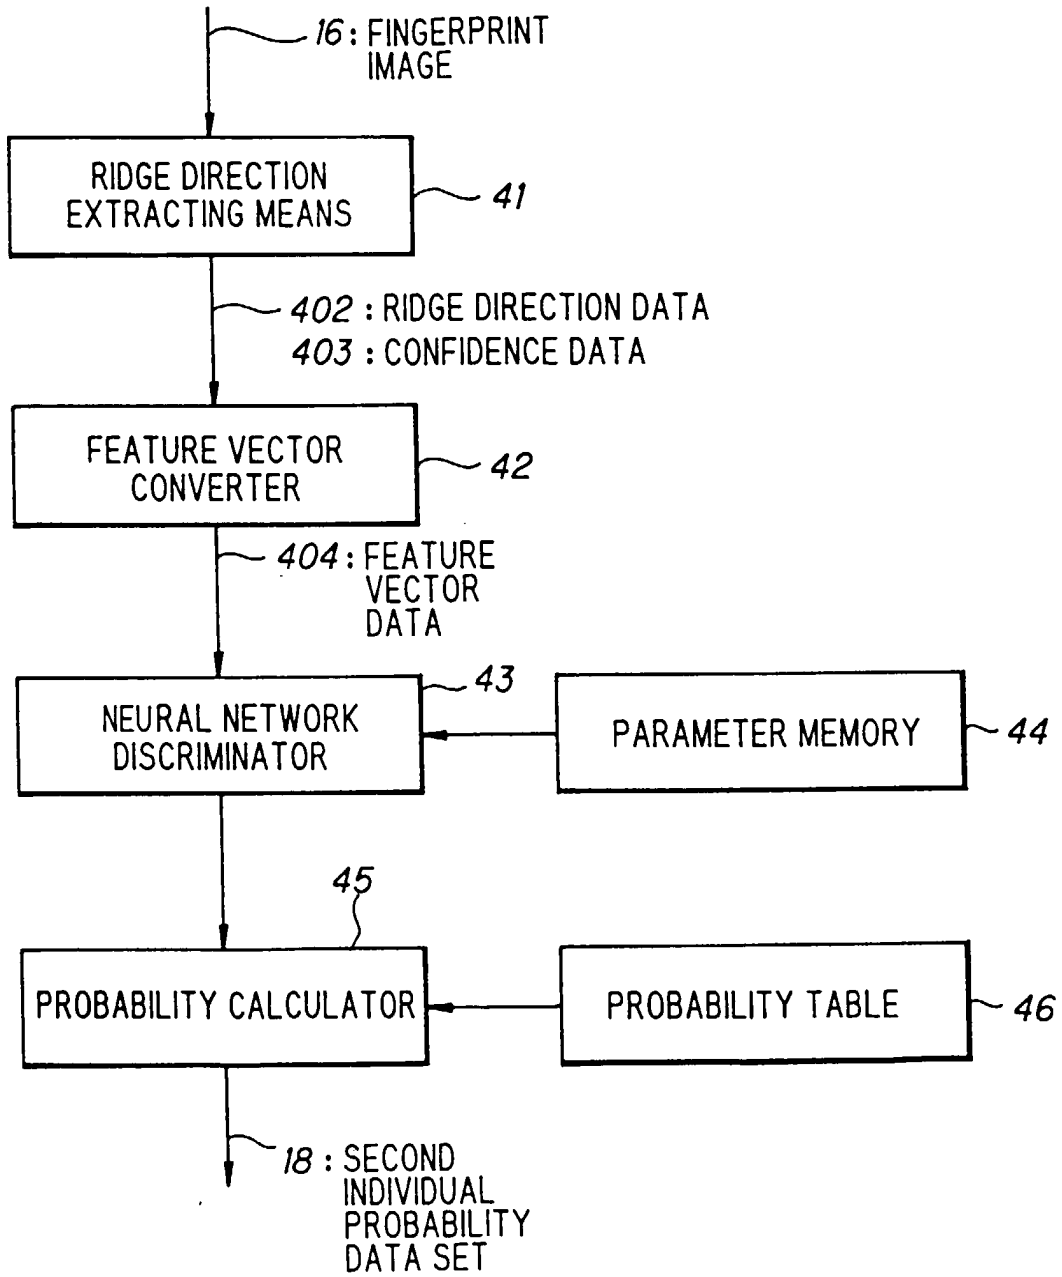 16 : FINGERPRINT
IMAGE
RIDGE DIRECTION
EXTRACTING MEANS
41
402 : RIDGE DIRECTION DATA
403 : CONFIDENCE DATA
FEATURE VECTOR
CONVERTER
42
404 : FEATURE
VECTOR
DATA
43
NEURAL NETWORK
DISCRIMINATOR
PARAMETER MEMORY
44
45
PROBABILITY CALCULATOR
PROBABILITY TABLE
46
18 : SECOND
INDIVIDUAL
PROBABILITY
DATA SET